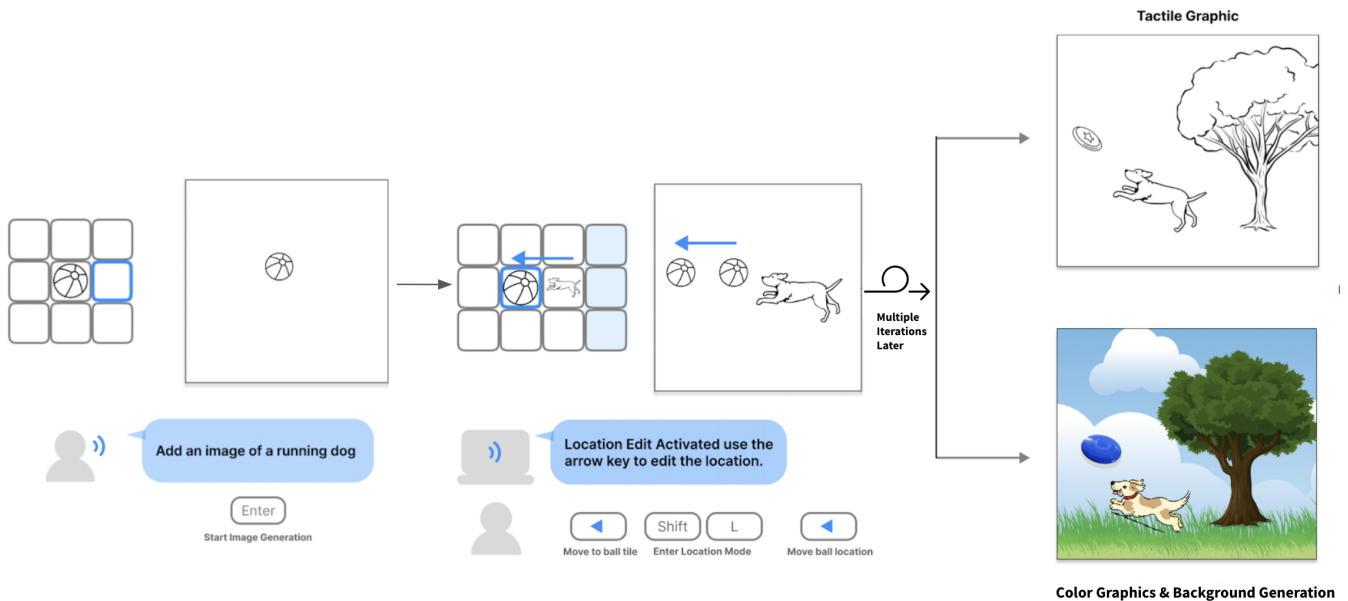 Tactile Graphic
Multiple
Iterations
Later
Add an image of a running dog
Enter
Start Image Generation
Location Edit Activated use the
arrow key to edit the location.
Shift
L
Move to ball tile
Enter Location Mode
Move ball location
Color Graphics & Background Generation